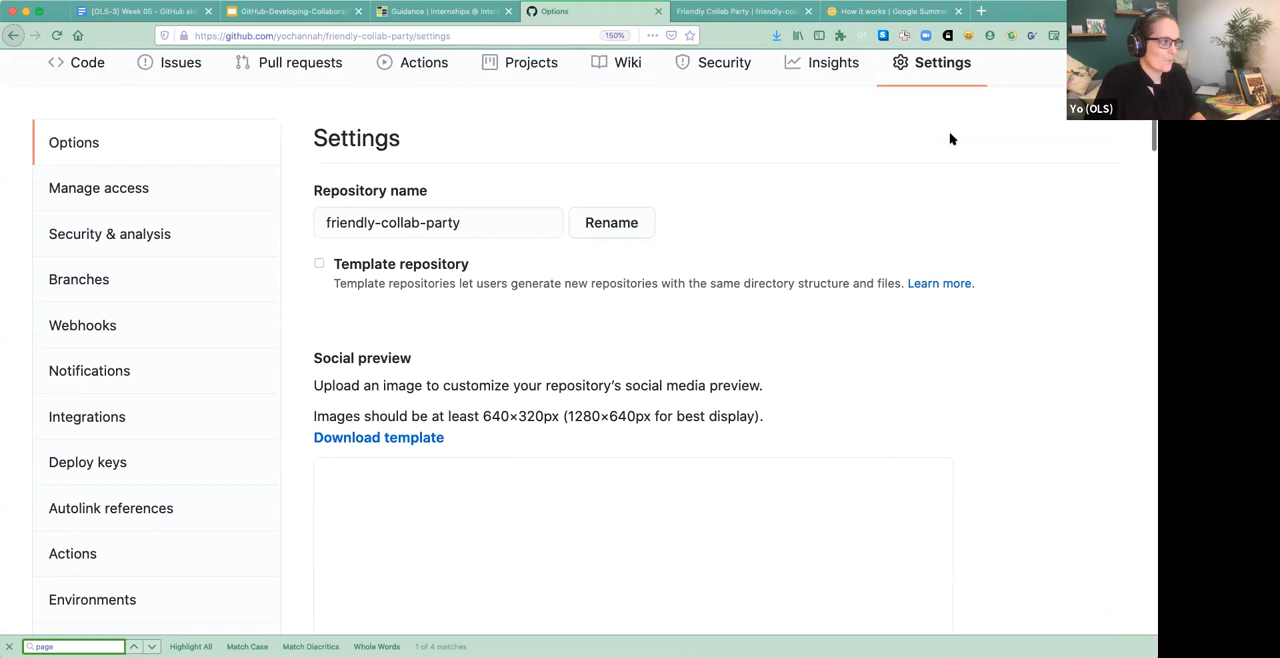 [OLS-3] Week 05 - GitHub ski
GitHub-Developing-Collaborat
Guidance | Internships @ Inter
Options
Friendly Collab Party | friendly-coll
How it works | Google Summe
https://github.com/yochannah/friendly-collab-party/settings
150%
Code
Issues
Pull requests
Actions
Projects
Wiki
Security
Insights
Settings
Yo (OLS)
Options
Manage access
Security & analysis
Branches
Webhooks
Notifications
Integrations
Deploy keys
Autolink references
Actions
Environments
Settings
Repository name
friendly-collab-party
Rename
Template repository
Template repositories let users generate new repositories with the same directory structure and files. Learn more.
Social preview
Upload an image to customize your repository's social media preview.
Images should be at least 640×320px (1280×640px for best display).
Download template
page
Highlight All
Match Case
Match Diacritics
Whole Words
1 of 4 matches